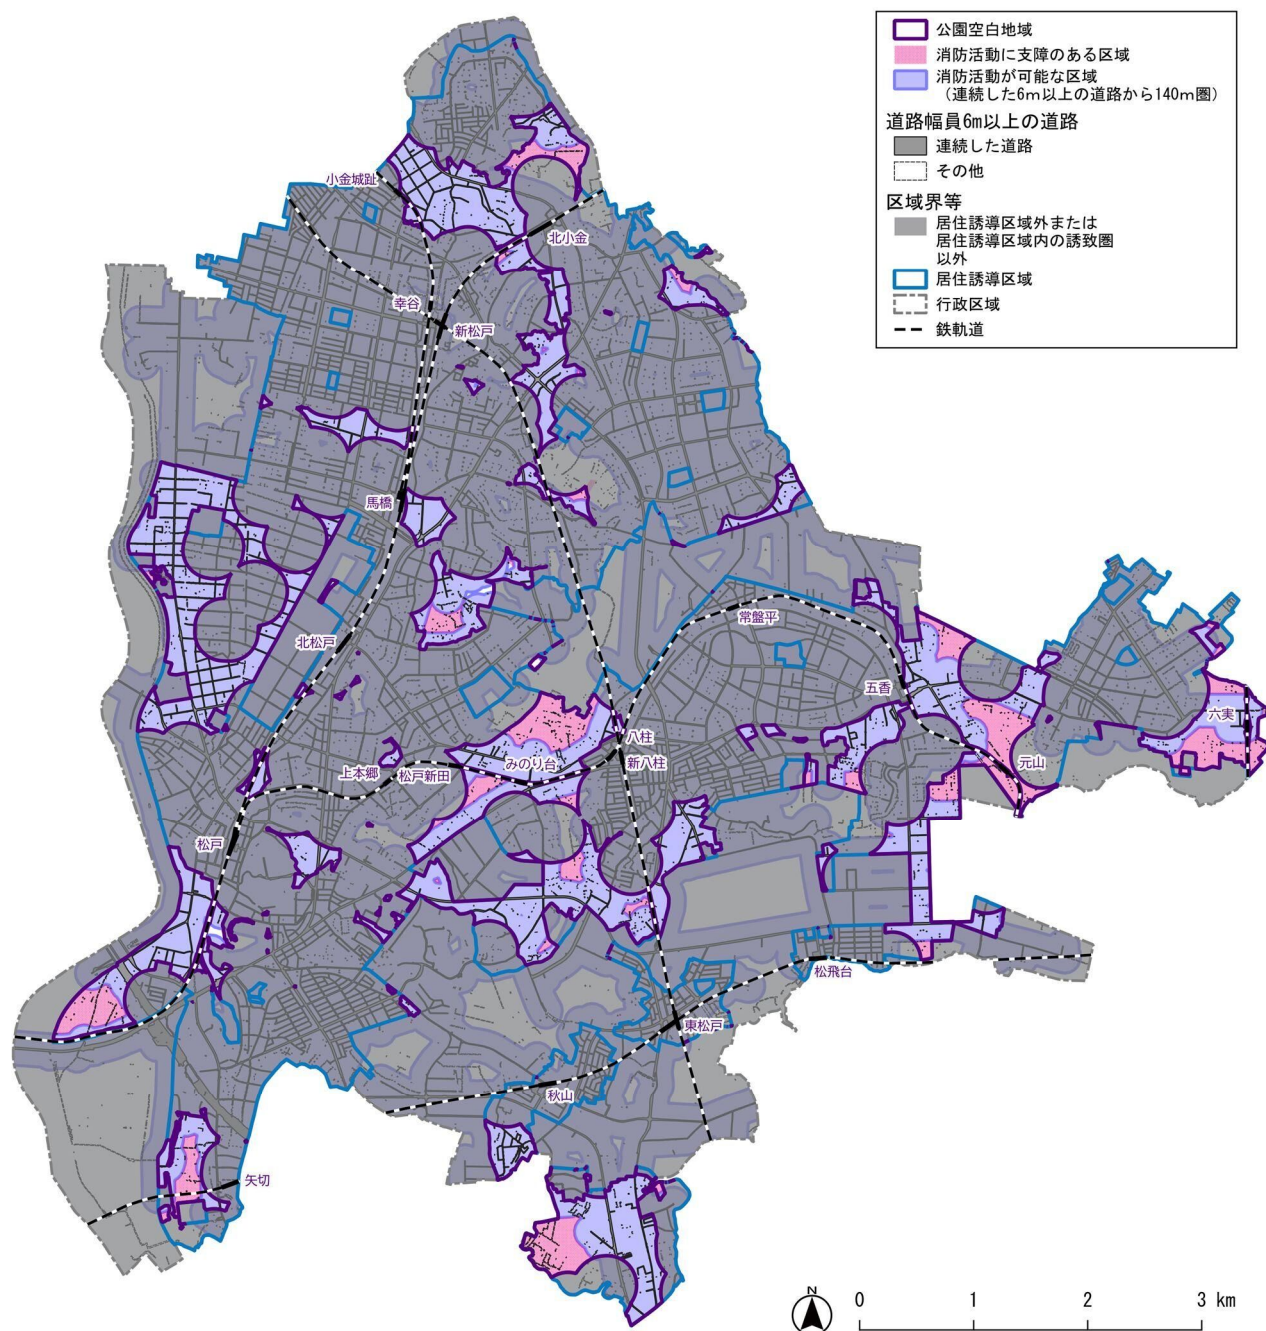 公園空白地域
消防活動に支障のある区域
消防活動が可能な区域
（連続した6ｍ以上の道路から140ｍ圏）
道路幅員6m以上の道路
連続した道路
その他
区域界等
居住誘導区域外または
居住誘導区域内の誘致圏
以外
居住誘導区域
行政区域
鉄軌道
小金城趾
北小金
幸谷
新松戸
馬橋
北松戸
常盤平
五香
六実
八柱
みのり台
新八柱
元山
上本郷
松戸新田
松戸
松飛台
東松戸
秋山
矢切
N
0 1 2 3 km